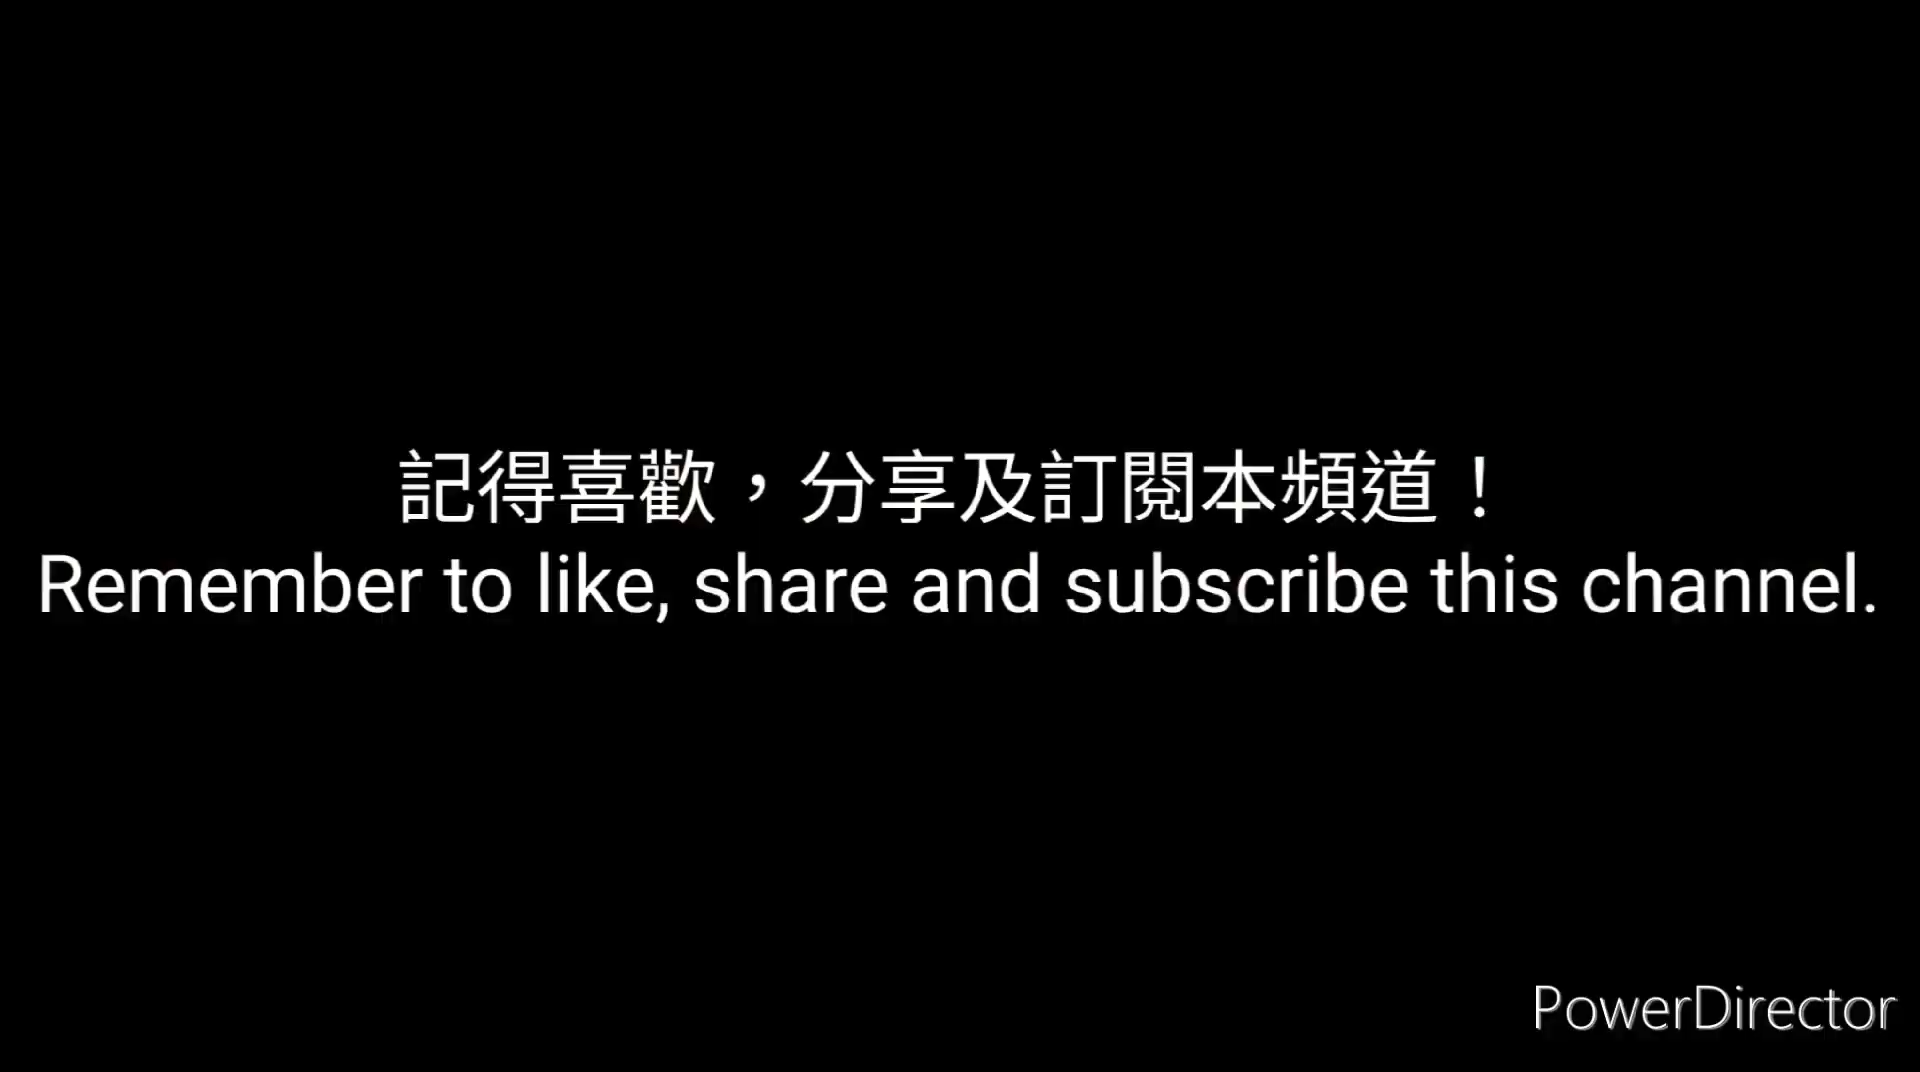 記得喜歡，分享及訂閱本頻道！
Remember to like, share and subscribe this channel.
PowerDirector